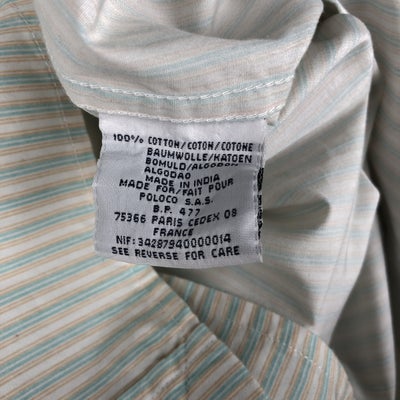 100% COTTON/COTON/COTONE
BAUMWOLLE/KATOEN
BOMULD/ALGODON
ALGODAO
MADE IN INDIA
MADE FOR/FAIT POUR
POLOCO S.A.S.
B.P. 477
75366 PARIS CEDEX 08
FRANCE
NIF:34287940000014
SEE REVERSE FOR CARE